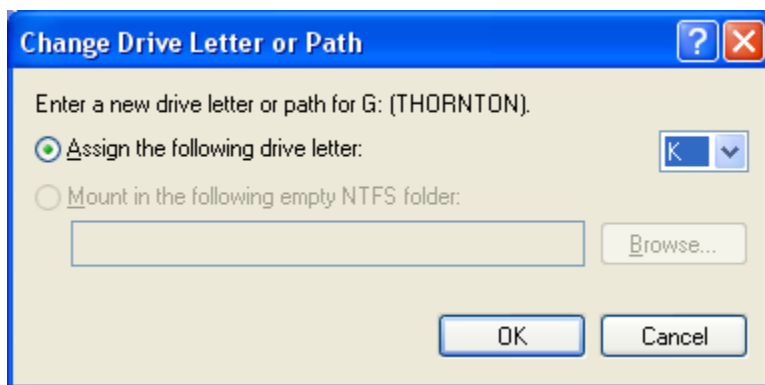 Change Drive Letter or Path
Enter a new drive letter or path for G: (THORNTON).
Assign the following drive letter:
K
Mount in the following empty NTFS folder:
Browse...
OK
Cancel